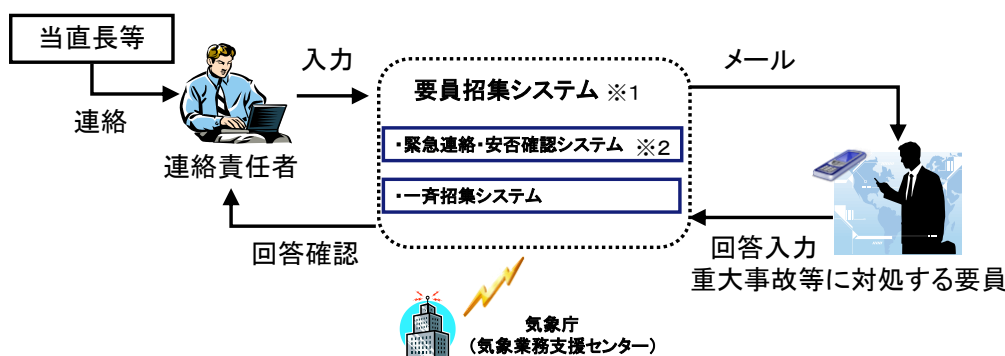 当直長等
連絡
連絡責任者
入力
要員招集システム ※1
・緊急連絡・安否確認システム ※2
・一斉招集システム
メール
回答確認
回答入力
重大事故等に対処する要員
気象庁
（気象業務支援センター）